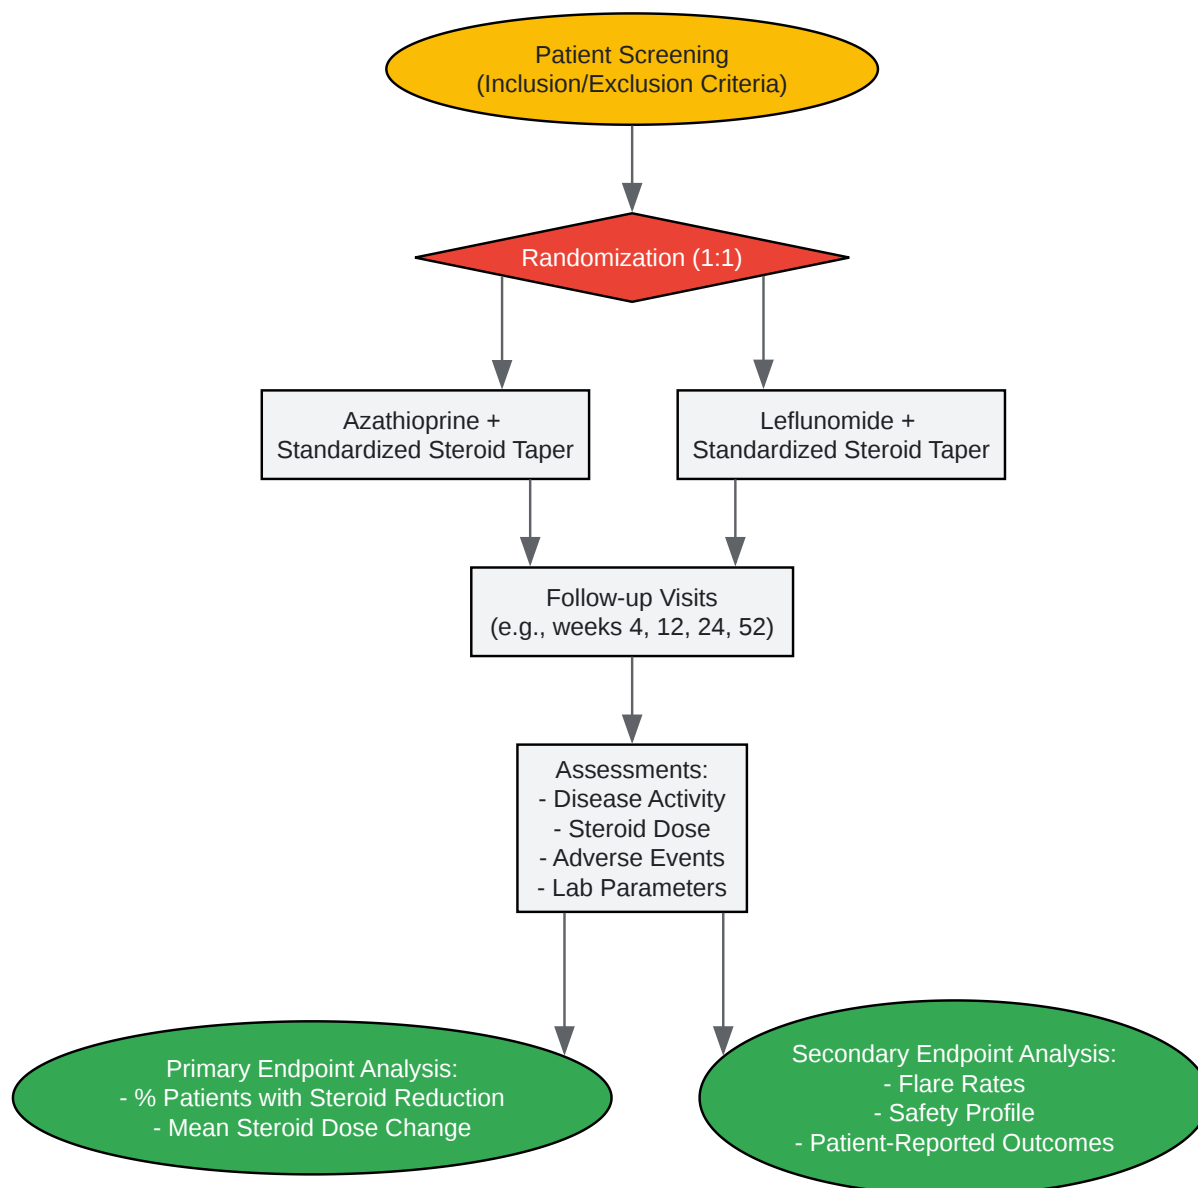 Patient Screening
(Inclusion/Exclusion Criteria)
Randomization (1:1)
Azathioprine +
Standardized Steroid Taper
Leflunomide +
Standardized Steroid Taper
Follow-up Visits
(e.g., weeks 4, 12, 24, 52)
Assessments:
- Disease Activity
- Steroid Dose
- Adverse Events
- Lab Parameters
Primary Endpoint Analysis:
- % Patients with Steroid Reduction
- Mean Steroid Dose Change
Secondary Endpoint Analysis:
- Flare Rates
- Safety Profile
- Patient-Reported Outcomes